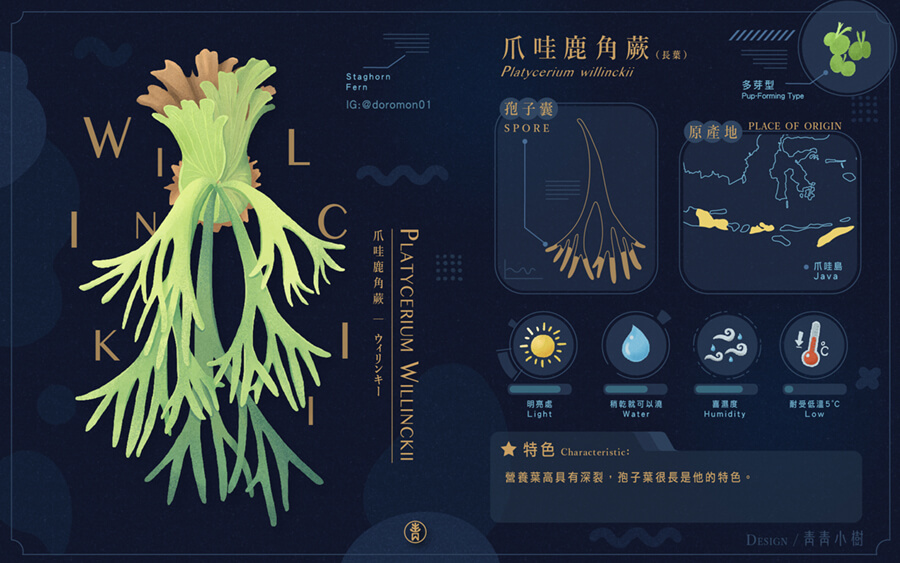 Staghorn
Fern
IG:@doromon01
W I L
L I N C
K I I
PLATYCERIUM WILLINCKII
爪哇鹿角蕨 — ウィリンキー
爪哇鹿角蕨（長葉）
Platycerium willinckii
多芽型
Pup-Forming Type
孢子囊
SPORE
原產地 PLACE OF ORIGIN
爪哇島
Java
明亮處
Light
稍乾就可以澆
Water
喜濕度
Humidity
℃
耐受低溫5℃
Low
特色 Characteristic:
營養葉高具有深裂，孢子葉很長是他的特色。
DESIGN / 青青小樹